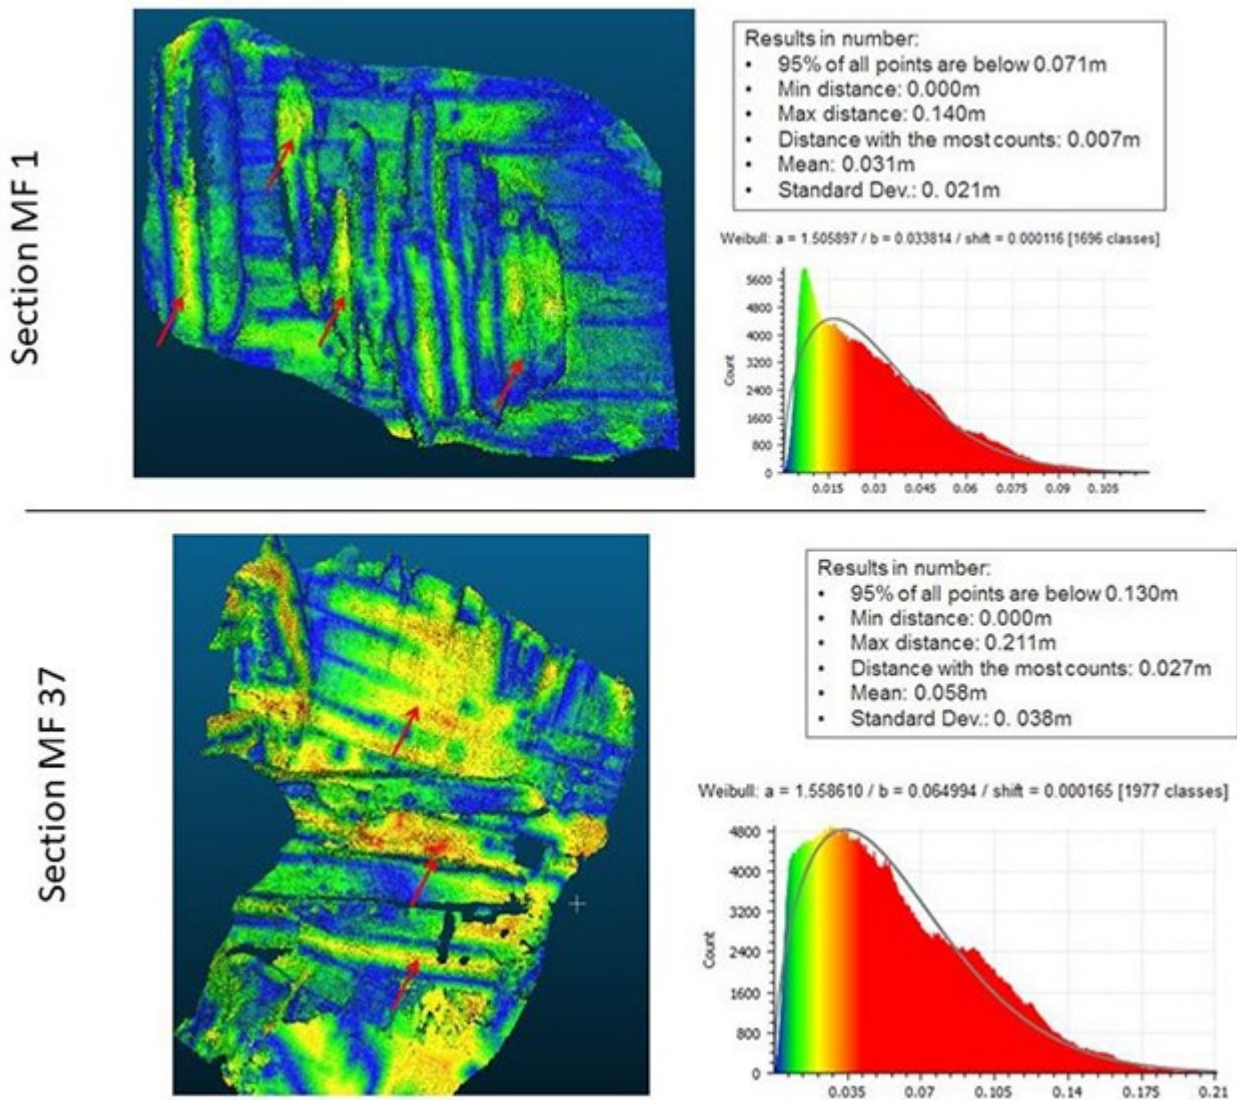 Section MF 1
Results in number:
• 95% of all points are below 0.071m
• Min distance: 0.000m
• Max distance: 0.140m
• Distance with the most counts: 0.007m
• Mean: 0.031m
• Standard Dev.: 0. 021m
Weibull: a = 1.505897 / b = 0.033814 / shift = 0.000116 [1696 classes]
Count
5600
4800
4000
3200
2400
1600
800
0
0.015 0.03 0.045 0.06 0.075 0.09 0.105
Section MF 37
Results in number:
• 95% of all points are below 0.130m
• Min distance: 0.000m
• Max distance: 0.211m
• Distance with the most counts: 0.027m
• Mean: 0.058m
• Standard Dev.: 0. 038m
Weibull: a = 1.558610 / b = 0.064994 / shift = 0.000165 [1977 classes]
Count
4800
4000
3200
2400
1600
800
0
0.035 0.07 0.105 0.14 0.175 0.21